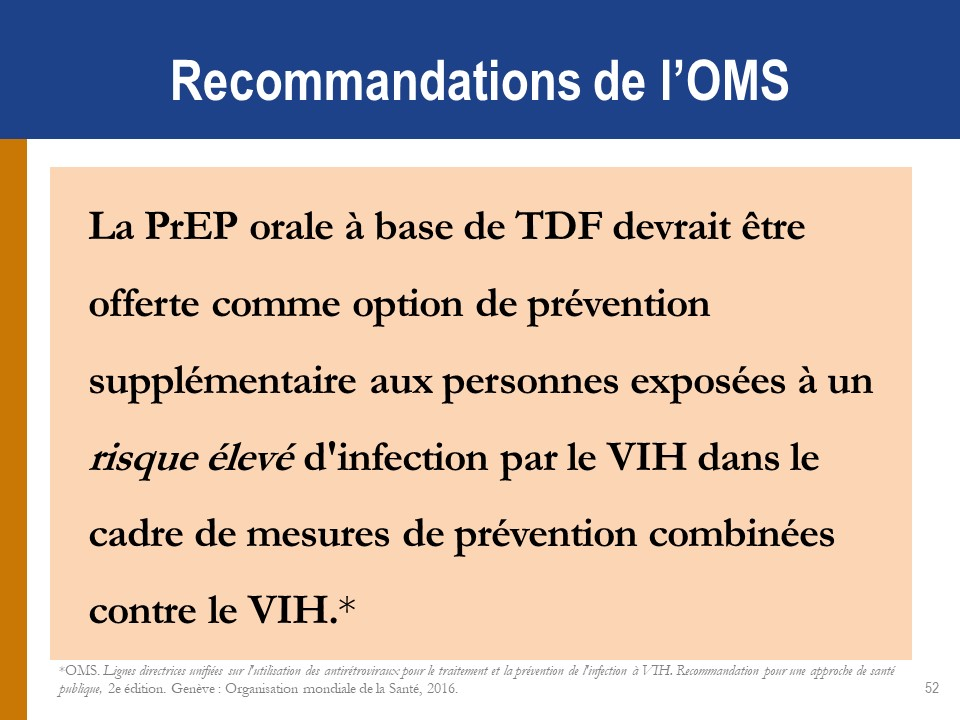 Recommandations de l’OMS
La PrEP orale à base de TDF devrait être
offerte comme option de prévention
supplémentaire aux personnes exposées à un
risque élevé d'infection par le VIH dans le
cadre de mesures de prévention combinées
contre le VIH.*
*OMS. Lignes directrices unifiées sur l'utilisation des antirétroviraux pour le traitement et la prévention de l'infection à VIH. Recommandation pour une approche de santé
publique, 2e édition. Genève : Organisation mondiale de la Santé, 2016.
52